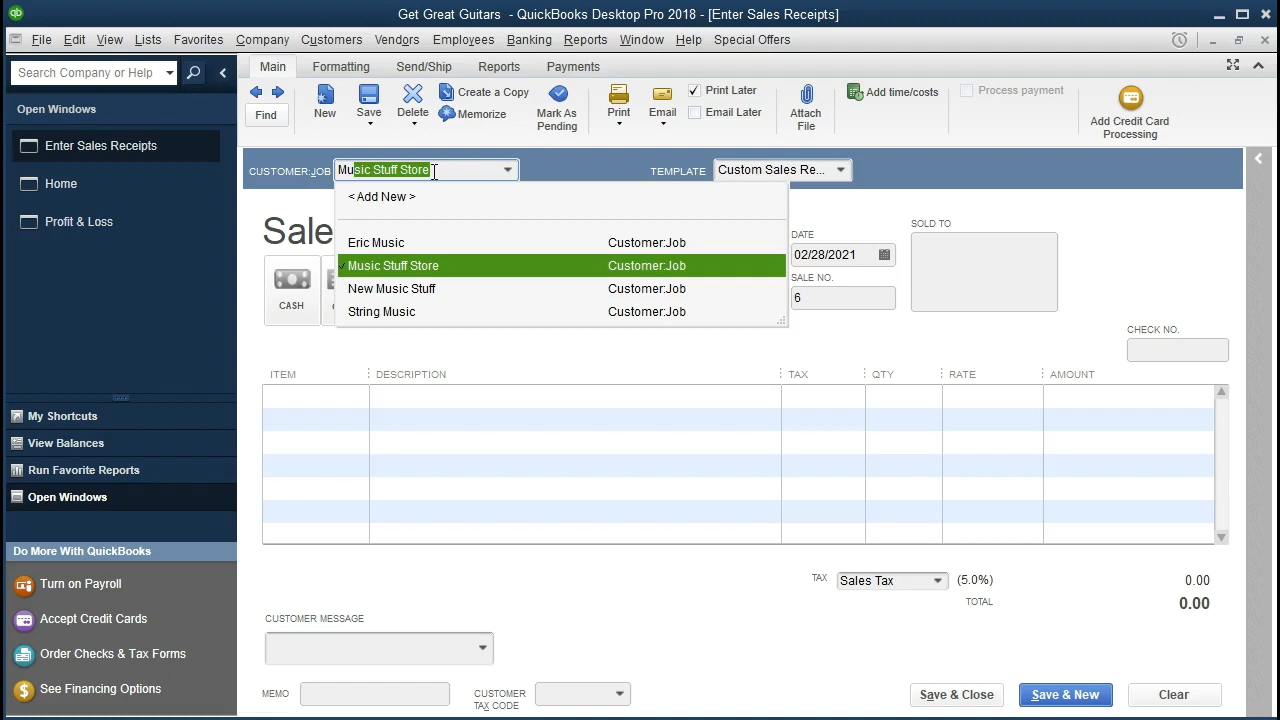 qb
Get Great Guitars - QuickBooks Desktop Pro 2018 - [Enter Sales Receipts]
File Edit View Lists Favorites Company Customers Vendors Employees Banking Reports Window Help Special Offers
Search Company or Help
Main Formatting Send/Ship Reports Payments
Open Windows
Enter Sales Receipts
Home
Profit & Loss
My Shortcuts
View Balances
Run Favorite Reports
Open Windows
Do More With QuickBooks
Turn on Payroll
Accept Credit Cards
Order Checks & Tax Forms
See Financing Options
Find
New
Save
Delete
Create a Copy
Memorize
Mark As
Pending
Print
Email
Print Later
Email Later
Attach
File
Add time/costs
Process payment
Add Credit Card
Processing
CUSTOMER:JOB Music Stuff Store TEMPLATE Custom Sales Re...
< Add New >
Eric Music Customer:Job
Music Stuff Store Customer:Job
New Music Stuff Customer:Job
String Music Customer:Job
Sale
CASH
DATE
02/28/2021
SALE NO.
6
SOLD TO
CHECK NO.
ITEM DESCRIPTION TAX QTY RATE AMOUNT
TAX Sales Tax (5.0%) 0.00
TOTAL 0.00
CUSTOMER MESSAGE
MEMO
CUSTOMER
TAX CODE
Save & Close Save & New Clear